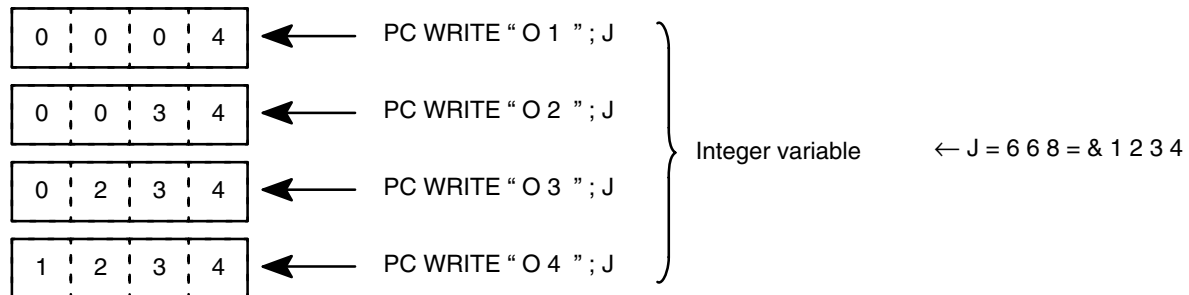 0 0 0 4 PC WRITE “ O 1 ” ; J
0 0 3 4 PC WRITE “ O 2 ” ; J
Integer variable ← J = 6 6 8 = & 1 2 3 4
0 2 3 4 PC WRITE “ O 3 ” ; J
1 2 3 4 PC WRITE “ O 4 ” ; J